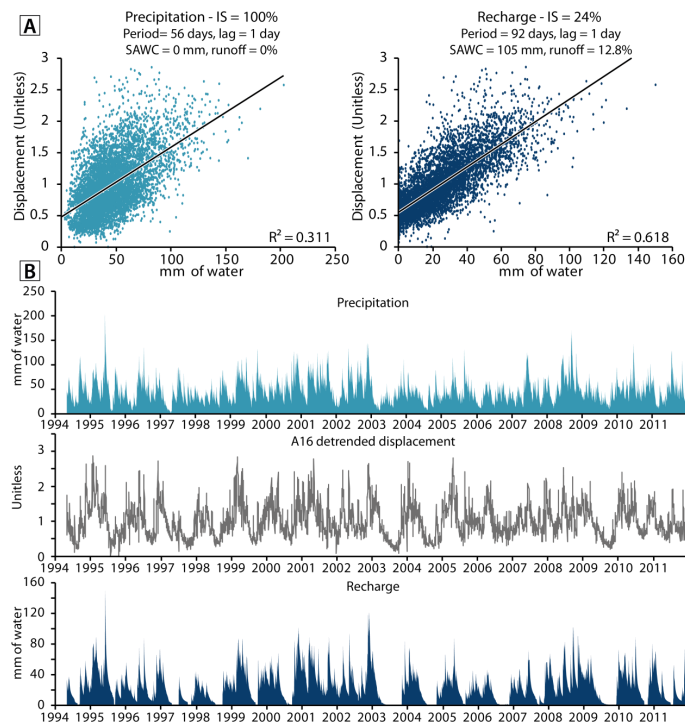 A
Precipitation - IS = 100%
Period= 56 days, lag = 1 day
SAWC = 0 mm, runoff = 0%
Displacement (Unitless)
3
2.5
2
1.5
1
0.5
0
R² = 0.311
0 50 100 150 200 250
mm of water
Recharge - IS = 24%
Period = 92 days, lag = 1 day
SAWC = 105 mm, runoff = 12.8%
Displacement (Unitless)
3
2.5
2
1.5
1
0.5
0
R² = 0.618
0 20 40 60 80 100 120 140 160
mm of water
B
Precipitation
mm of water
250
200
150
100
50
0
1994 1995 1996 1997 1998 1999 2000 2001 2002 2003 2004 2005 2006 2007 2008 2009 2010 2011
A16 detrended displacement
Unitless
3
2
1
0
1994 1995 1996 1997 1998 1999 2000 2001 2002 2003 2004 2005 2006 2007 2008 2009 2010 2011
Recharge
mm of water
160
120
80
40
0
1994 1995 1996 1997 1998 1999 2000 2001 2002 2003 2004 2005 2006 2007 2008 2009 2010 2011